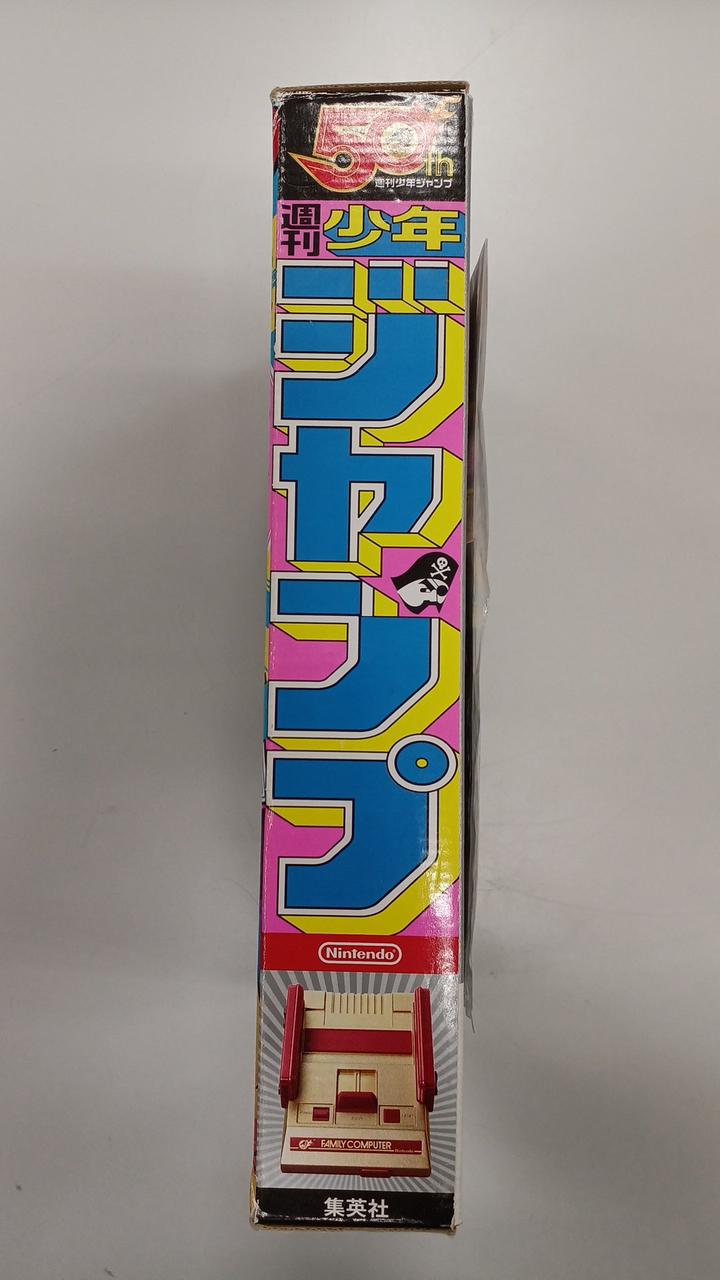 50th
週刊少年ジャンプ
週刊少年
ジャンプ
Nintendo
FAMILY COMPUTER
Nintendo
集英社